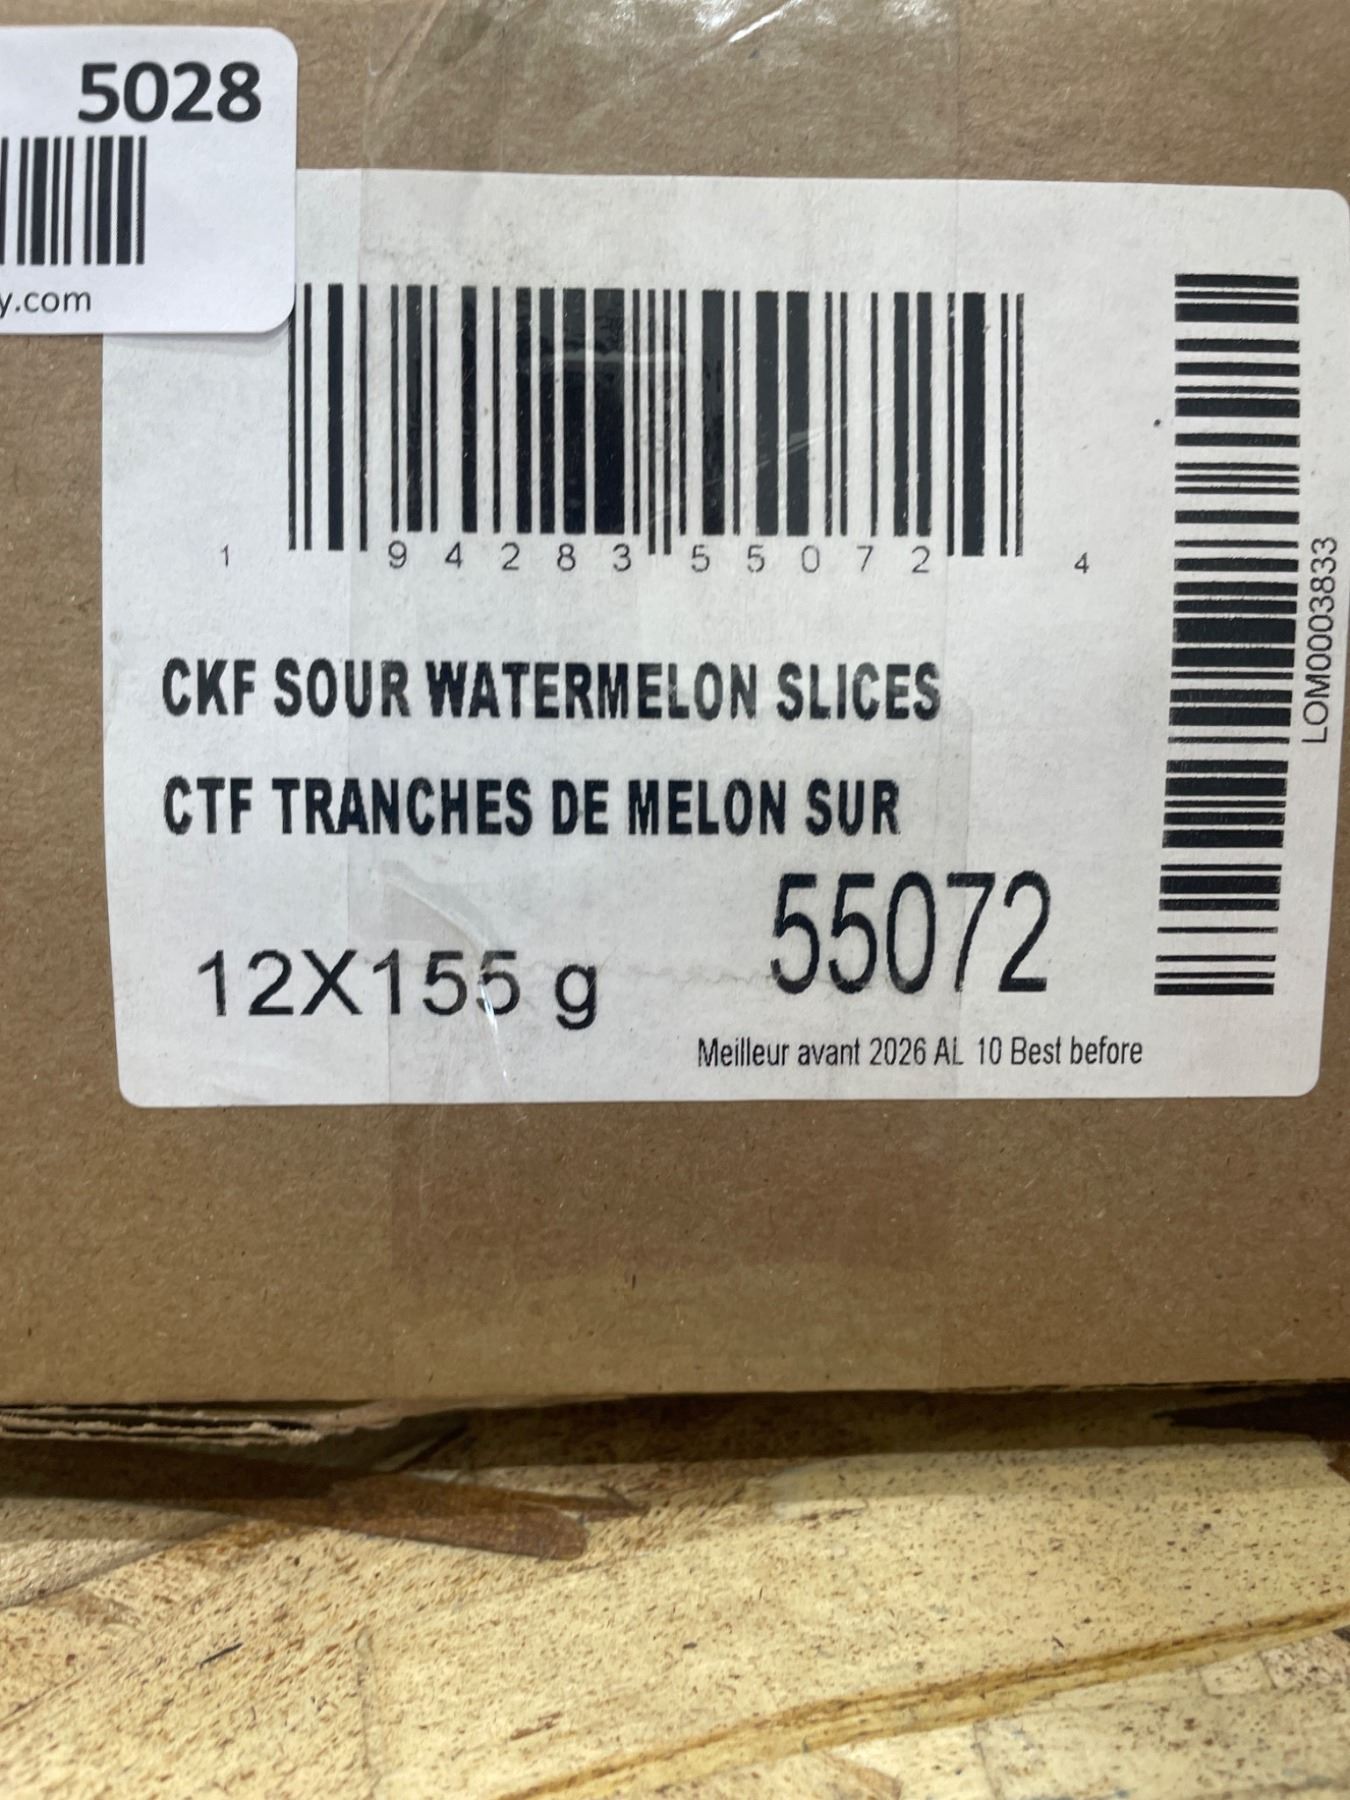 5028
y.com
1 94283 55072 4
LOM0003833
CKF SOUR WATERMELON SLICES
CTF TRANCHES DE MELON SUR
55072
12X155 g
Meilleur avant 2026 AL 10 Best before